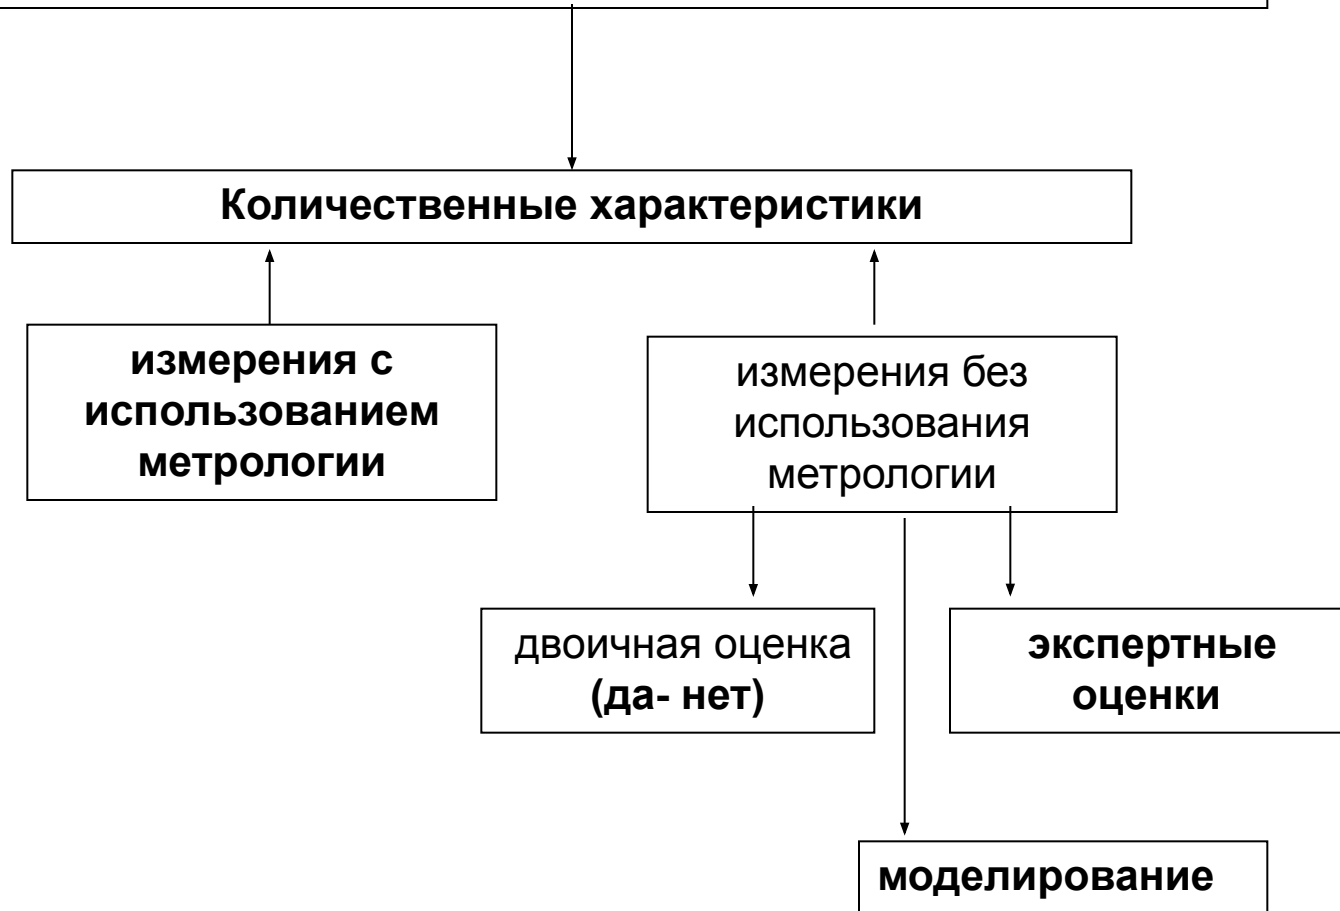 Количественные характеристики
измерения с
использованием
метрологии
измерения без
использования
метрологии
двоичная оценка
(да- нет)
экспертные
оценки
моделирование